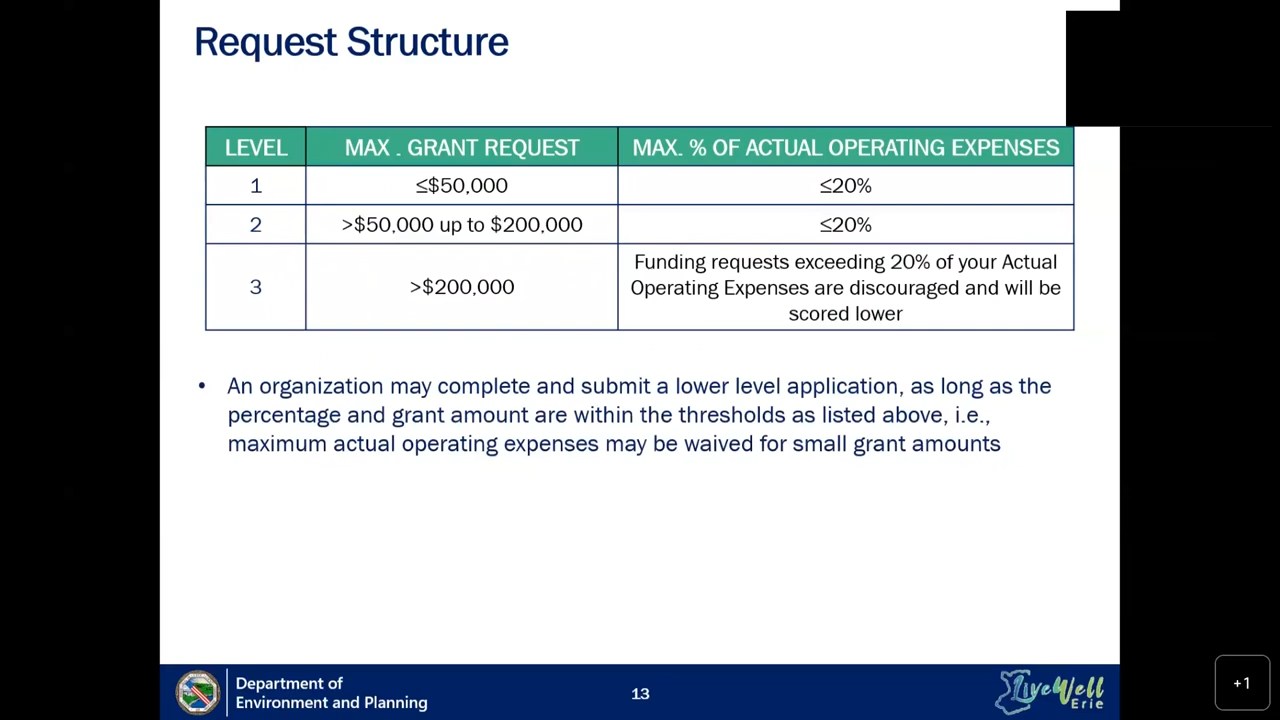 Request Structure
LEVEL MAX . GRANT REQUEST MAX. % OF ACTUAL OPERATING EXPENSES
1 ≤$50,000 ≤20%
2 >$50,000 up to $200,000 ≤20%
3 >$200,000 Funding requests exceeding 20% of your Actual
Operating Expenses are discouraged and will be
scored lower
• An organization may complete and submit a lower level application, as long as the
percentage and grant amount are within the thresholds as listed above, i.e.,
maximum actual operating expenses may be waived for small grant amounts
Department of
Environment and Planning
13
LiveWell
Erie
+1